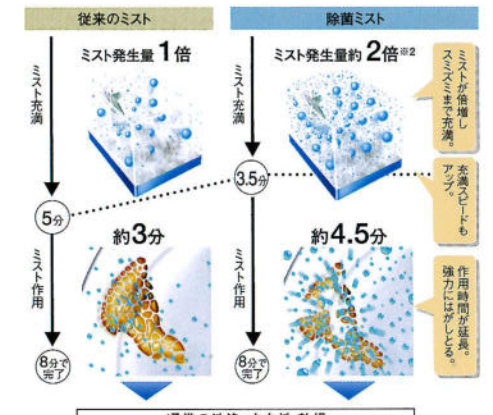 従来のミスト
除菌ミスト
ミスト発生量 1倍
ミスト発生量約 2倍※2
ミスト充満
ミスト充満
ミストが倍増し
スミズミまで充満。
3.5分
充満スピードも
アップ。
5分
約3分
約4.5分
ミスト作用
ミスト作用
作用時間が延長。
強力にはがしとる。
8分で
完了
8分で
完了